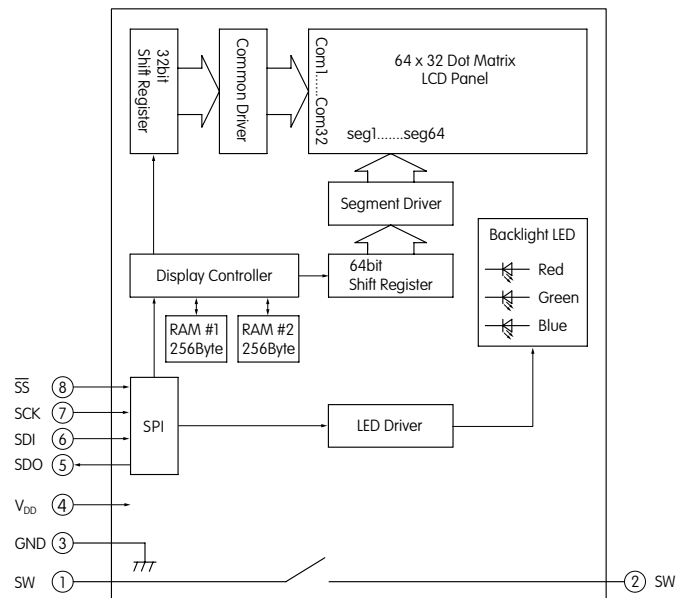 32bit
Shift Register
Common Driver
Com1.....Com32
64 x 32 Dot Matrix
LCD Panel
seg1.......seg64
Segment Driver
Backlight LED
Red
Green
Blue
Display Controller
64bit
Shift Register
RAM #1
256Byte
RAM #2
256Byte
SS 8
SCK 7
SDI 6
SDO 5
SPI
LED Driver
VDD 4
GND 3
SW 1
2 SW